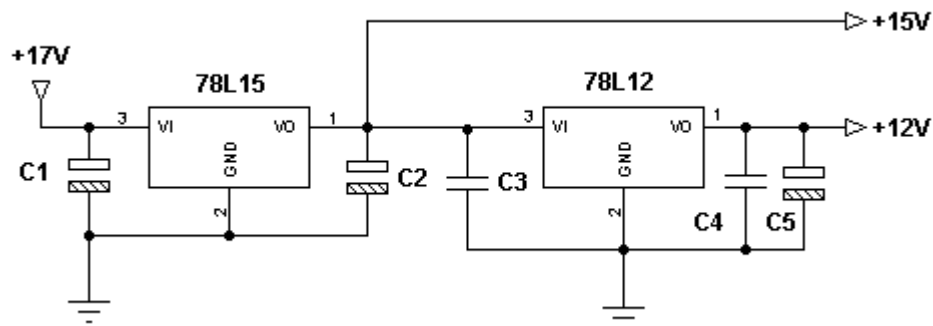 +15V
+17V
78L15
78L12
3 VI VO 1
3 VI VO 1
+12V
GND
GND
C1
C2
C3
C4
C5
2
2